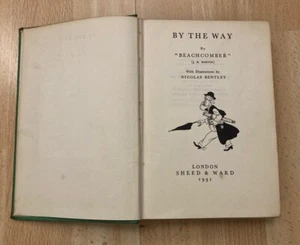 BY THE WAY
By
"BEACHCOMBER"
(J. B. MORTON)
With Illustrations by
NICOLAS BENTLEY
LONDON
SHEED & WARD
1931